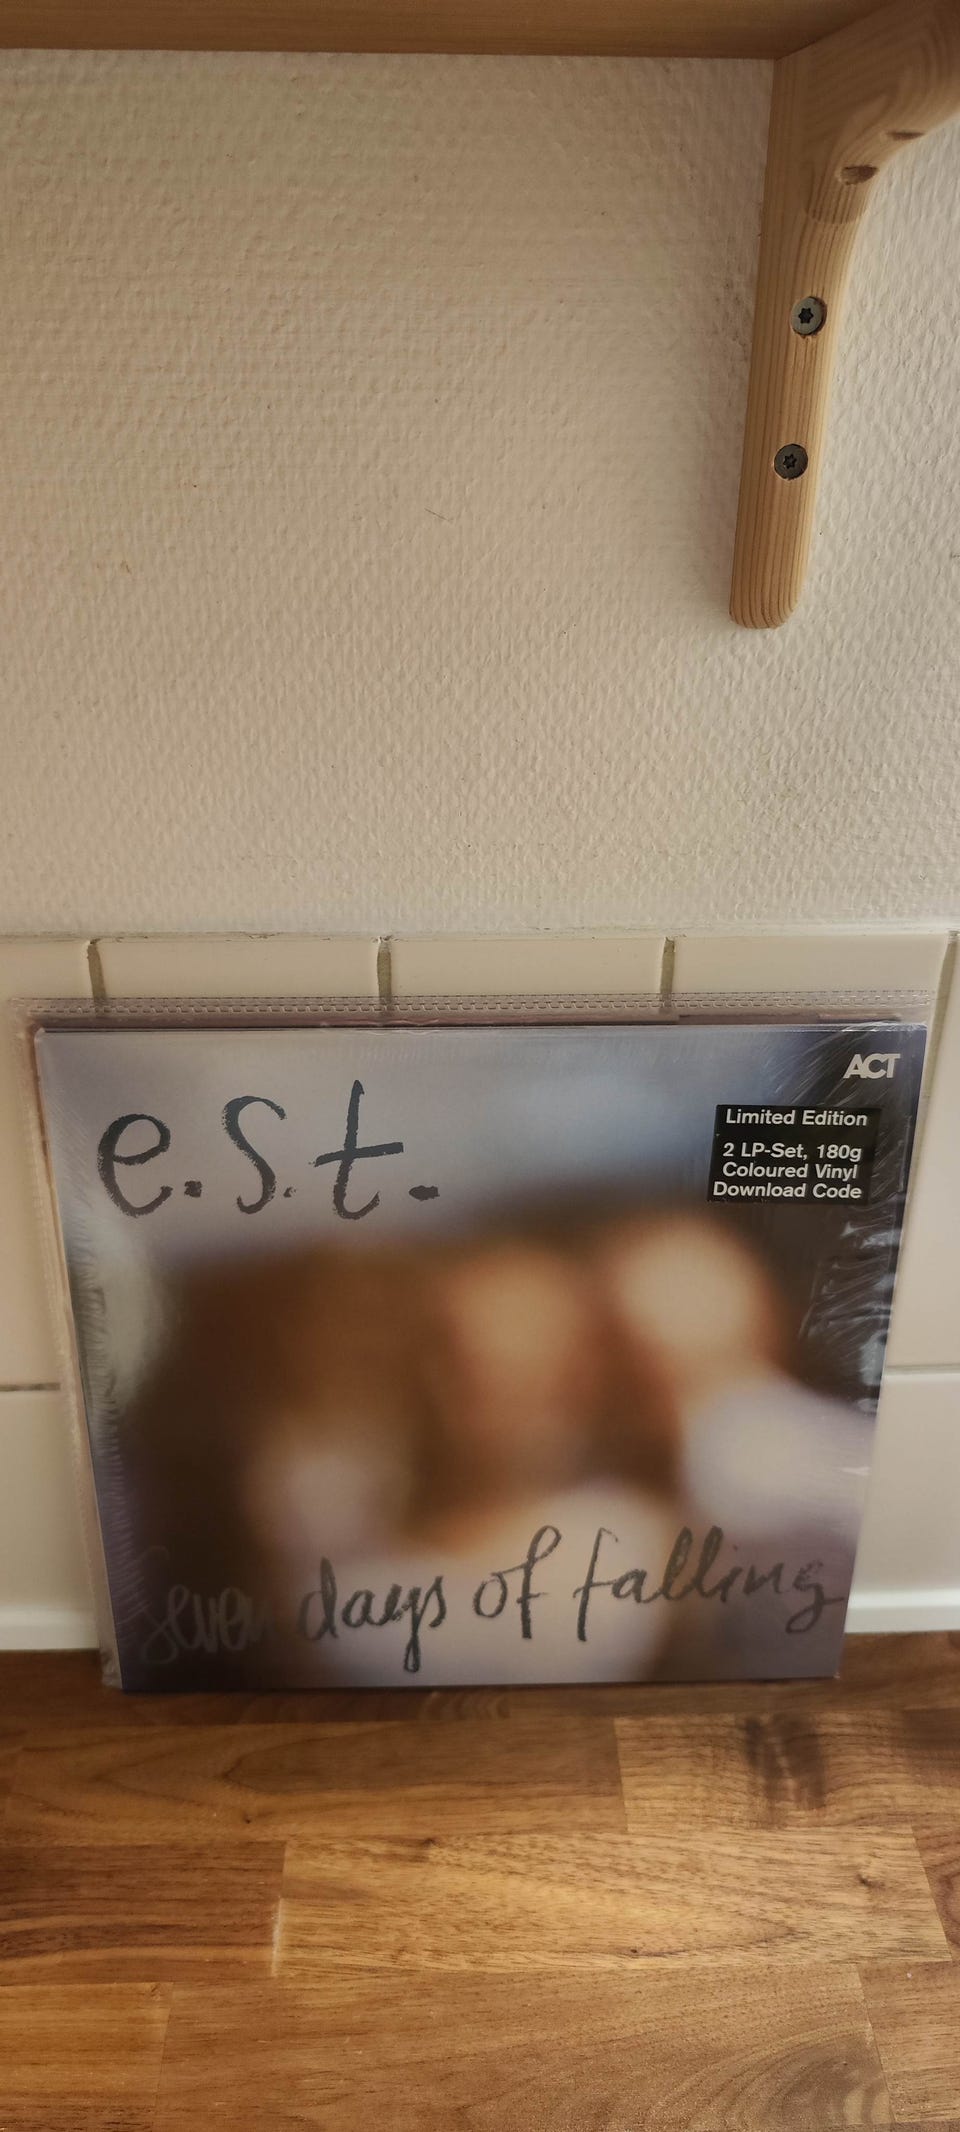 ACT
e.s.t.
Limited Edition
2 LP-Set, 180g
Coloured Vinyl
Download Code
seven days of falling